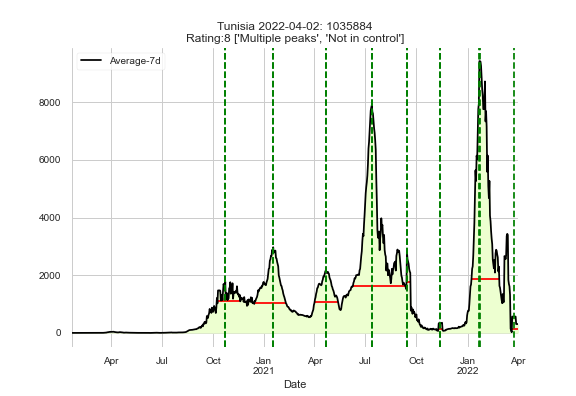 Tunisia 2022-04-02: 1035884
Rating:8 ['Multiple peaks', 'Not in control']
Average-7d
8000
6000
4000
2000
0
Apr Jul Oct Jan Apr Jul Oct Jan Apr
2021 2022
Date